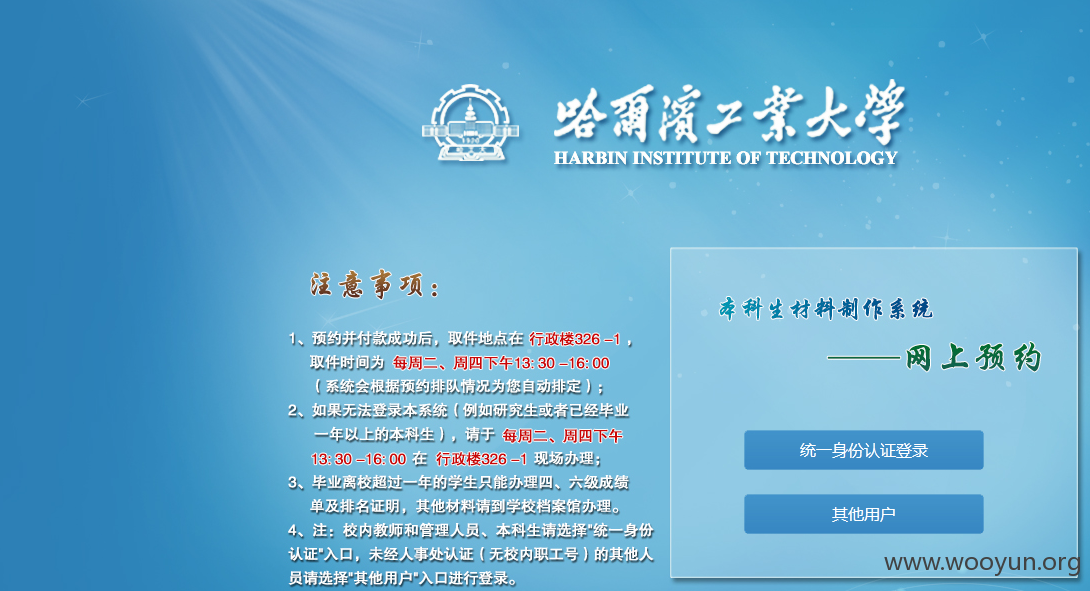 哈爾濱工業大學
HARBIN INSTITUTE OF TECHNOLOGY
注意事项:
1、预约并付款成功后，取件地点在 行政楼326 -1 ，
取件时间为 每周二、周四下午13: 30 -16: 00
（系统会根据预约排队情况为您自动排定）；
2、如果无法登录本系统（例如研究生或者已经毕业
一年以上的本科生），请于 每周二、周四下午
13: 30 -16: 00 在 行政楼326 -1 现场办理；
3、毕业离校超过一年的学生只能办理四、六级成绩
单及排名证明，其他材料请到学校档案馆办理。
4、注：校内教师和管理人员、本科生请选择"统一身份
认证"入口，未经人事处认证（无校内职工号）的其他人
员请选择"其他用户"入口进行登录。
本科生材料制作系统
——网上预约
统一身份认证登录
其他用户
www.wooyun.org